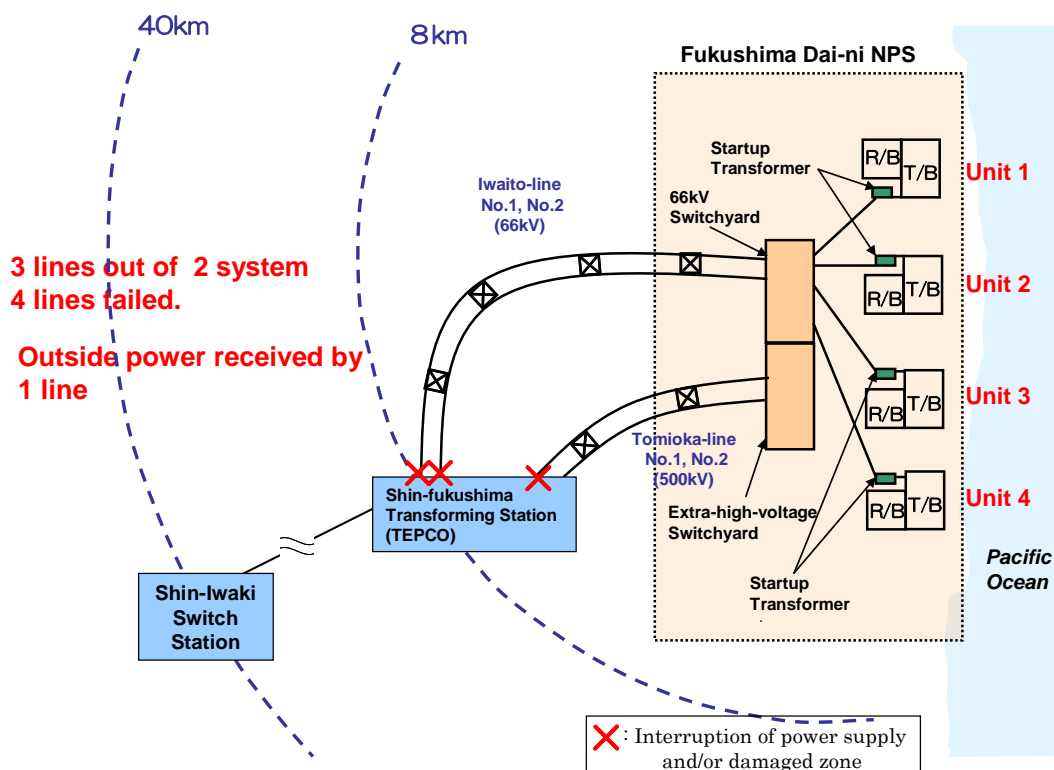 40km
8km
Fukushima Dai-ni NPS
Startup
Transformer
R/B
T/B
Unit 1
Iwaito-line
No.1, No.2
(66kV)
66kV
Switchyard
3 lines out of 2 system
4 lines failed.
R/B
T/B
Unit 2
Outside power received by
1 line
R/B
T/B
Unit 3
Tomioka-line
No.1, No.2
(500kV)
Shin-fukushima
Transforming Station
(TEPCO)
Extra-high-voltage
Switchyard
R/B
T/B
Unit 4
Pacific
Ocean
Startup
Transformer
.
Shin-Iwaki
Switch
Station
: Interruption of power supply
and/or damaged zone